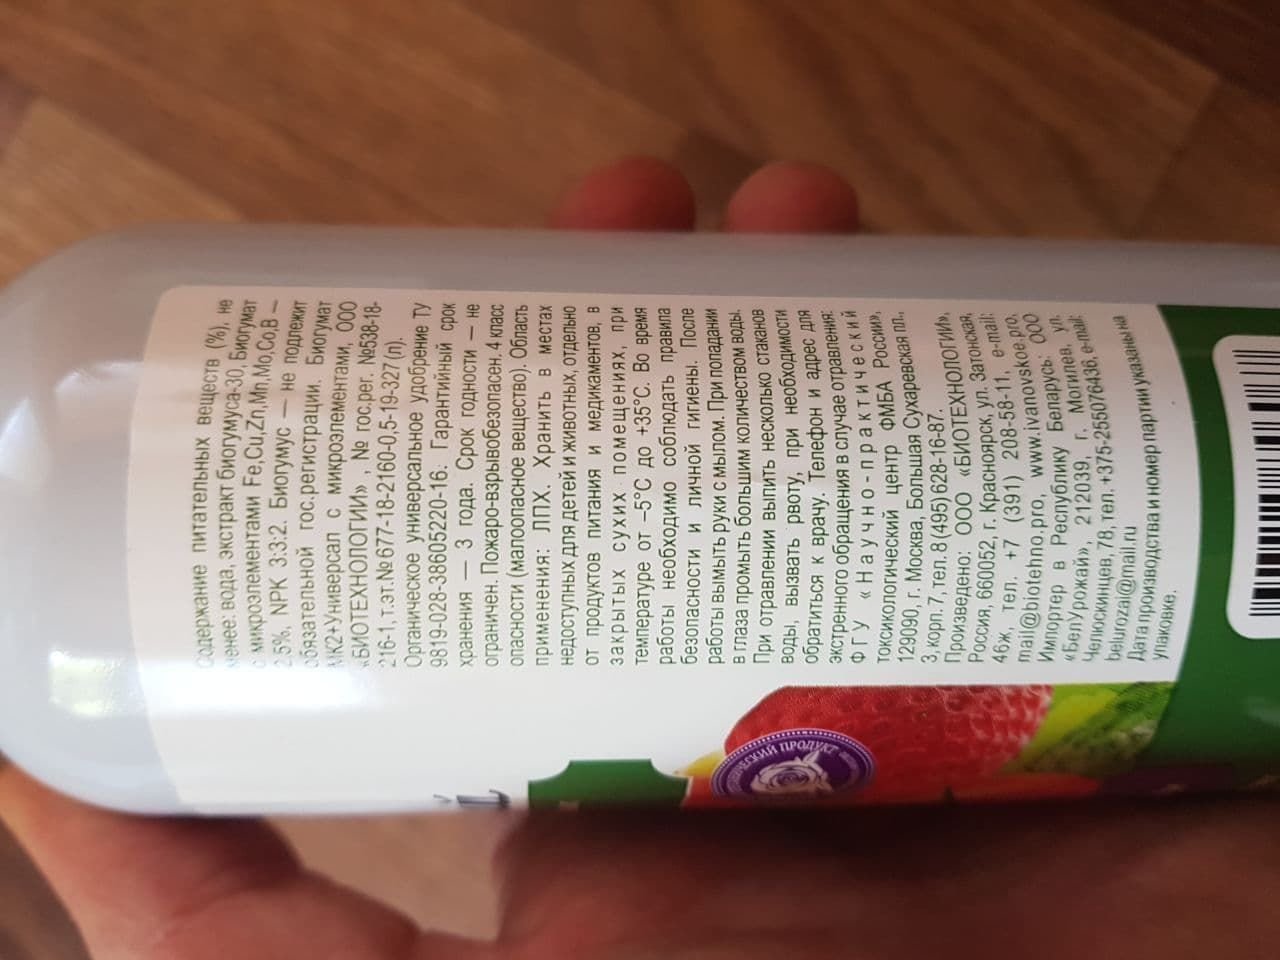 Содержание питательных веществ (%), не
менее: вода, экстракт биогумуса-30, Биогумат
с микроэлементами Fe,Cu,Zn,Mn,Mo,Co,B –
2,5%, NPK 3:3:2. Биогумус — не подлежит
обязательной гос.регистрации. Биогумат
МК2+Универсал с микроэлементами, ООО
«БИОТЕХНОЛОГИИ» , № гос.рег. №538-18-
216-1, т.эт.№677-18-2160-0,5-19-327 (п).
Органическое универсальное удобрение ТУ
9819-028-38605220-16. Гарантийный срок
хранения — 3 года. Срок годности — не
ограничен. Пожаро-взрывобезопасен. 4 класс
опасности (малоопасное вещество). Область
применения: ЛПХ. Хранить в местах
недоступных для детей и животных, отдельно
от продуктов питания и медикаментов, в
закрытых сухих помещениях, при
температуре от –5°С до +35°С. Во время
работы необходимо соблюдать правила
безопасности и личной гигиены. После
работы вымыть руки с мылом. При попадании
в глаза промыть большим количеством воды.
При отравлении выпить несколько стаканов
воды, вызвать рвоту, при необходимости
обратиться к врачу. Телефон и адрес для
экстренного обращения в случае отравления:
ФГУ «Научно-практический
токсикологический центр ФМБА России»,
129090, г. Москва, Большая Сухаревская пл.,
3, корп. 7, тел. 8(495) 628-16-87.
Произведено: ООО «БИОТЕХНОЛОГИИ»,
Россия, 660052, г. Красноярск, ул. Затонская,
46ж, тел. +7 (391) 208-58-11, e-mail:
mail@biotehno.pro, www.ivanovskoe.pro.
Импортер в Республику Беларусь: ООО
«БелУрожай», 212039, г. Могилев, ул.
Челюскинцев, 78, тел. +375-255076436, e-mail:
belurozai@mail.ru
Дата производства и номер партии указаны на
упаковке.
ПРОДУКТ